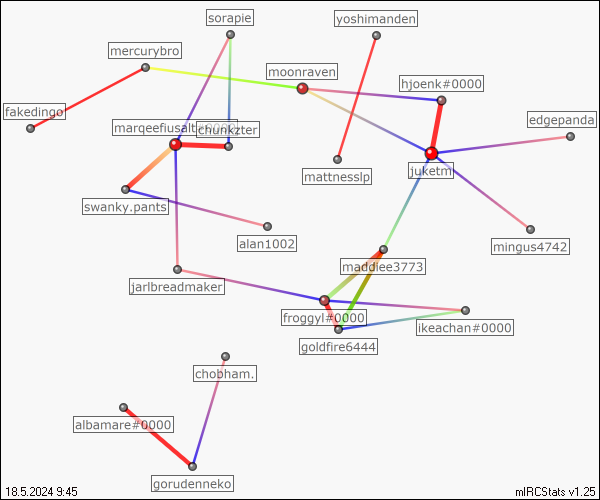 sorapie
yoshimanden
mercurybro
moonraven
hjoenk#0000
fakedingo
edgepanda
chunkzter
mattnesslp
juketm
swanky.pants
alan1002
mingus4742
maddiee3773
jarlbreadmaker
froggyl#0000
ikeachan#0000
goldfire6444
chobham.
albamare#0000
gorudenneko
18.5.2024 9:45
mIRCStats v1.25